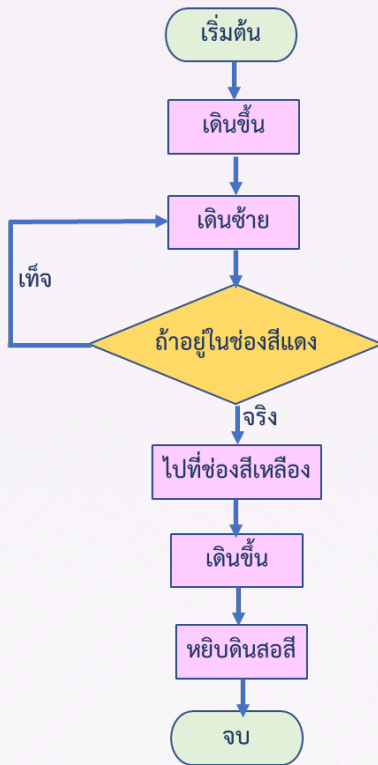 เริ่มต้น
เดินขึ้น
เดินซ้าย
เท็จ
ถ้าอยู่ในช่องสีแดง
จริง
ไปที่ช่องสีเหลือง
เดินขึ้น
หยิบดินสอสี
จบ